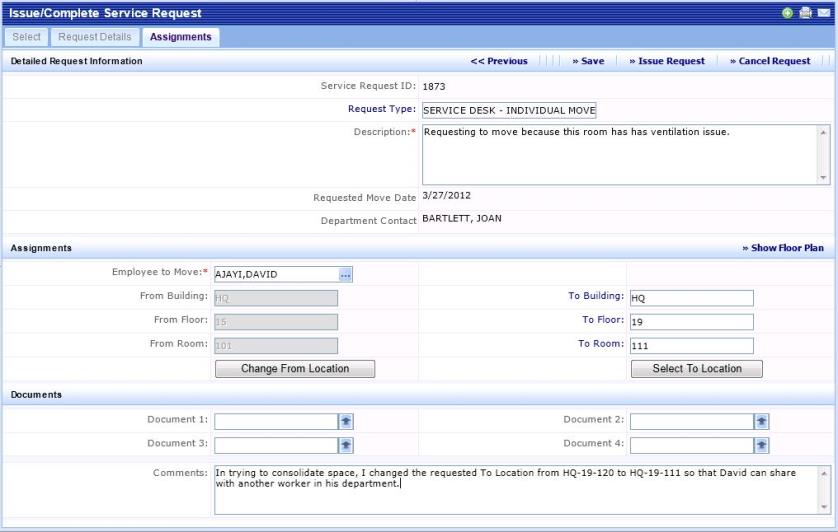 Issue/Complete Service Request
Select Request Details Assignments
Detailed Request Information << Previous » Save » Issue Request » Cancel Request
Service Request ID: 1873
Request Type: SERVICE DESK - INDIVIDUAL MOVE
Description:* Requesting to move because this room has has ventilation issue.
Requested Move Date 3/27/2012
Department Contact BARTLETT, JOAN
Assignments » Show Floor Plan
Employee to Move:* AJAYI,DAVID ...
From Building: HQ To Building: HQ
From Floor: 15 To Floor: 19
From Room: 101 To Room: 111
Change From Location Select To Location
Documents
Document 1: Document 2:
Document 3: Document 4:
Comments: In trying to consolidate space, I changed the requested To Location from HQ-19-120 to HQ-19-111 so that David can share
with another worker in his department.